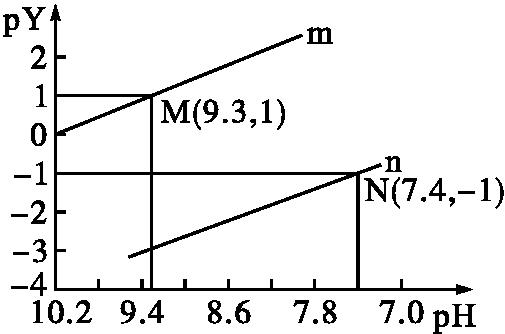 pY
m
2
1
M(9.3,1)
0
n
-1
N(7.4,-1)
-2
-3
-4
10.2 9.4 8.6 7.8 7.0 pH